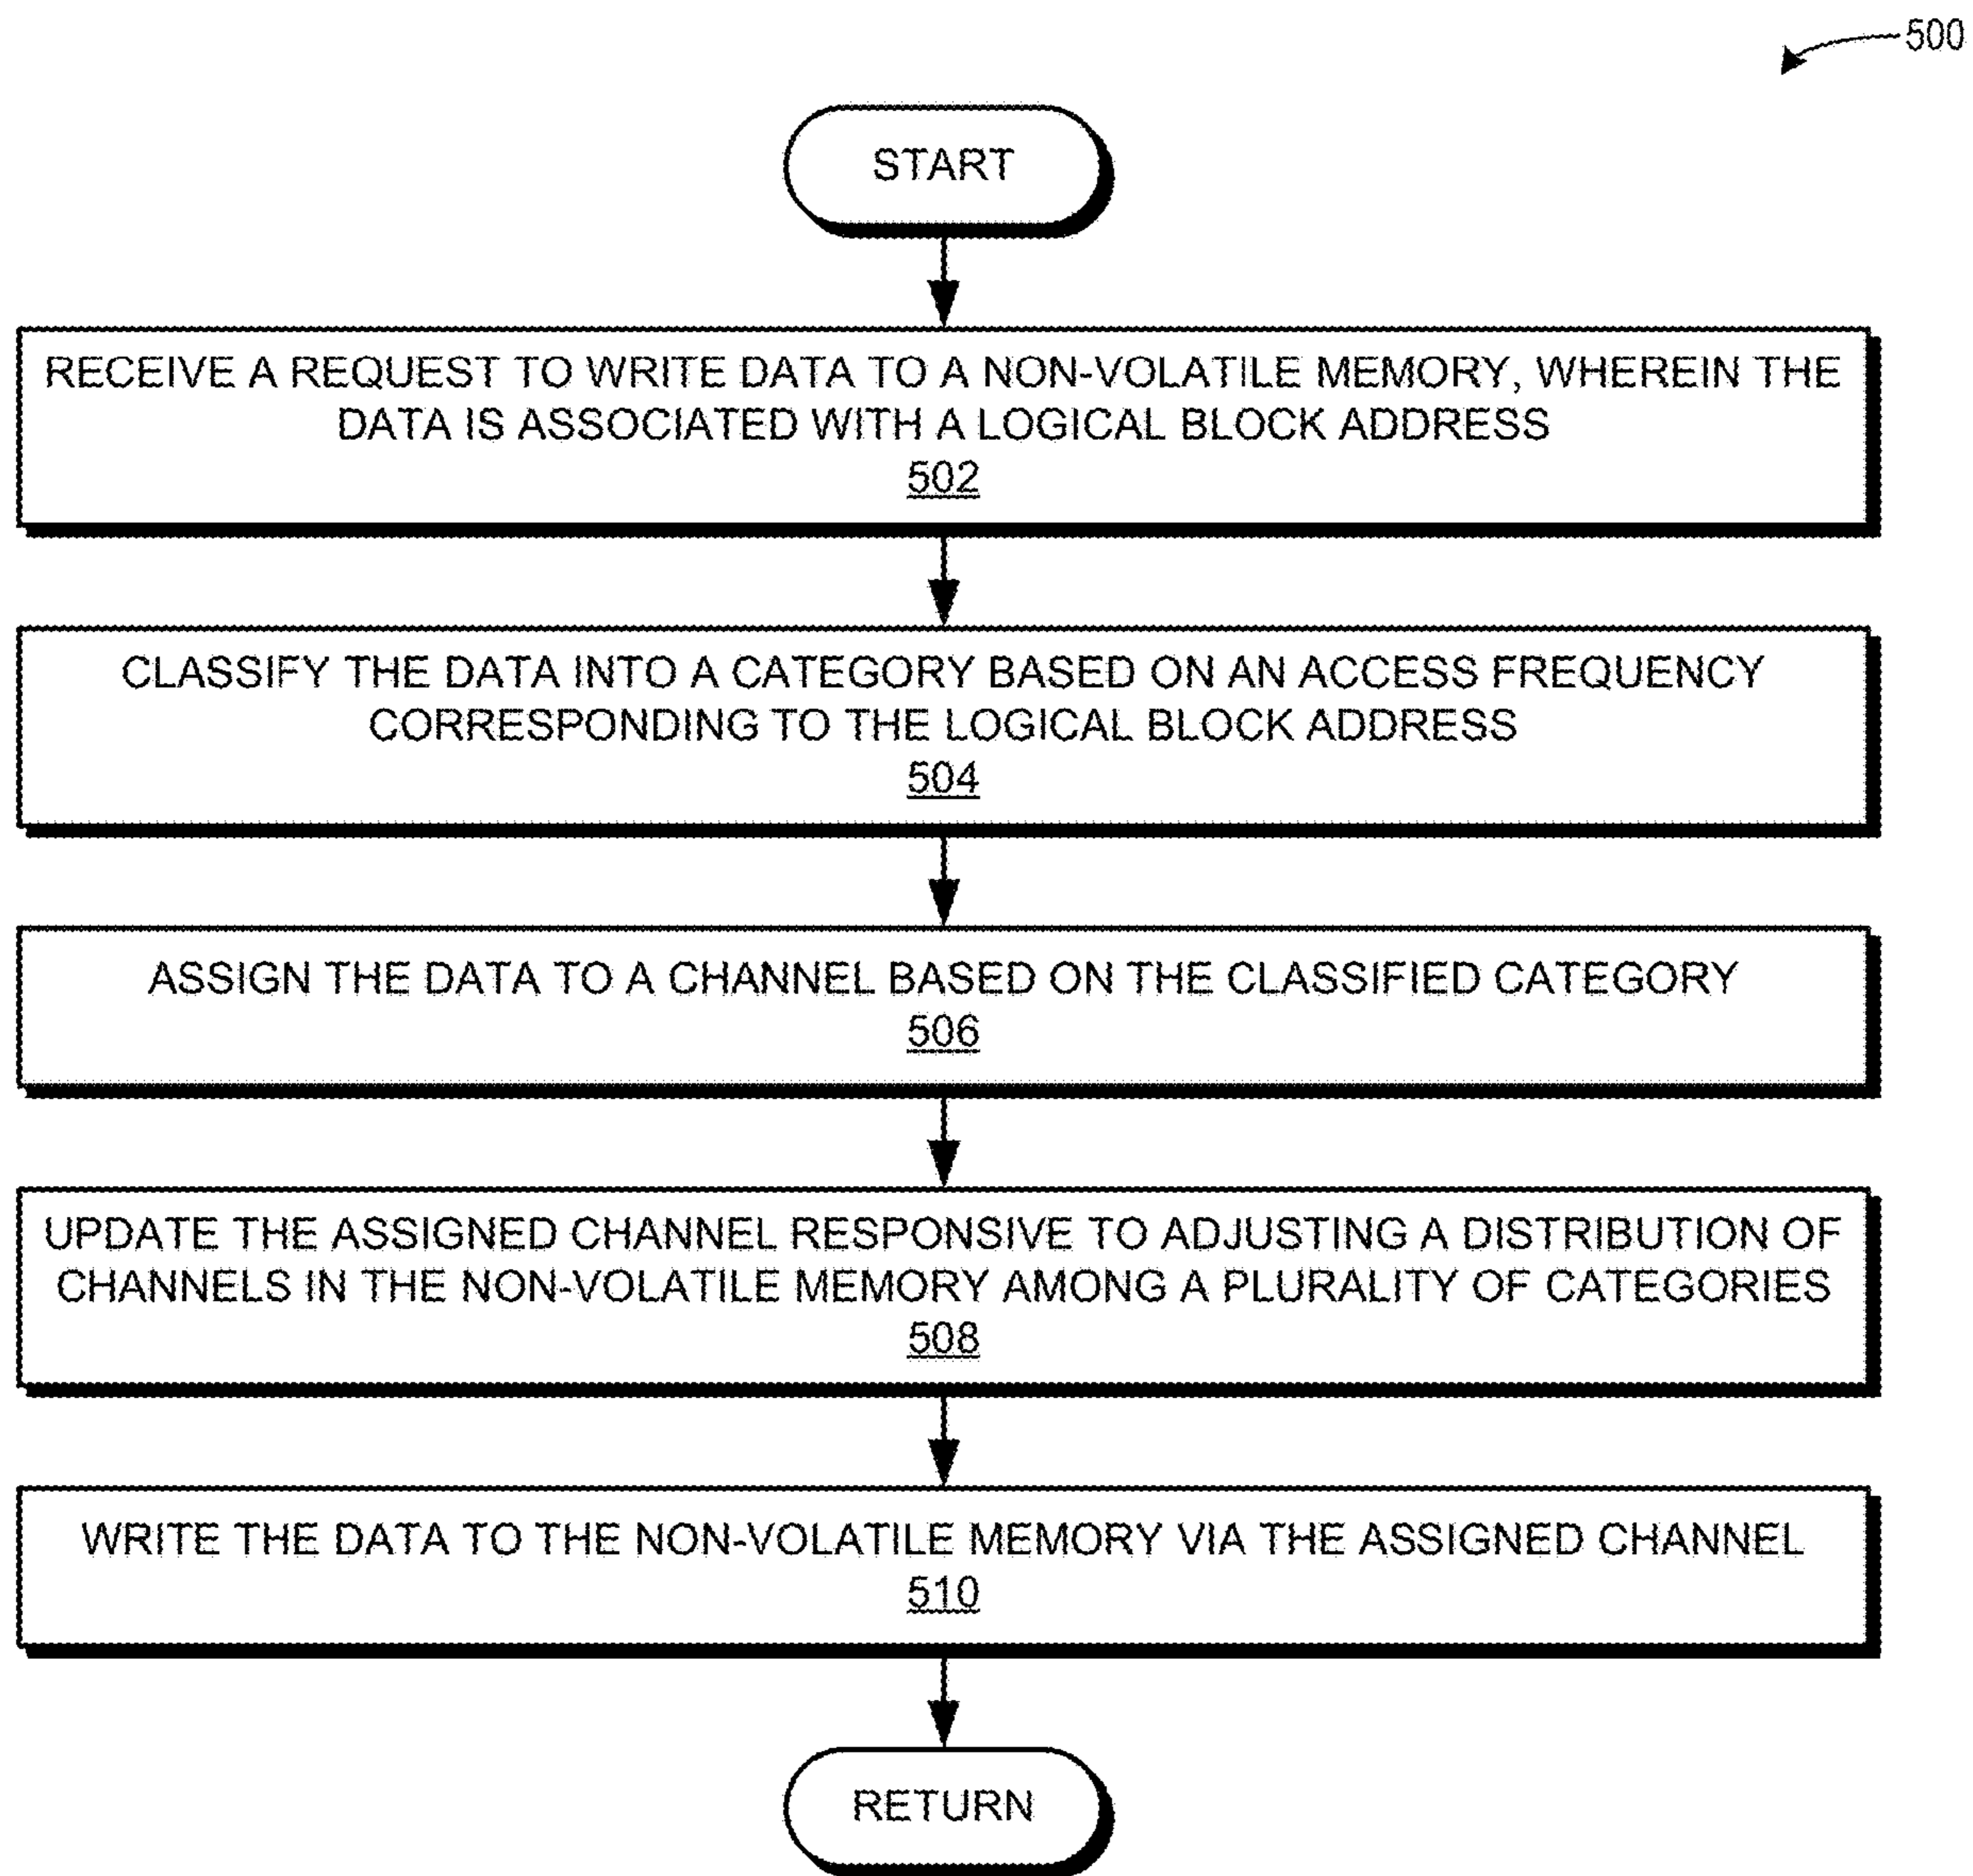 500
START
RECEIVE A REQUEST TO WRITE DATA TO A NON-VOLATILE MEMORY, WHEREIN THE
DATA IS ASSOCIATED WITH A LOGICAL BLOCK ADDRESS
502
CLASSIFY THE DATA INTO A CATEGORY BASED ON AN ACCESS FREQUENCY
CORRESPONDING TO THE LOGICAL BLOCK ADDRESS
504
ASSIGN THE DATA TO A CHANNEL BASED ON THE CLASSIFIED CATEGORY
506
UPDATE THE ASSIGNED CHANNEL RESPONSIVE TO ADJUSTING A DISTRIBUTION OF
CHANNELS IN THE NON-VOLATILE MEMORY AMONG A PLURALITY OF CATEGORIES
508
WRITE THE DATA TO THE NON-VOLATILE MEMORY VIA THE ASSIGNED CHANNEL
510
RETURN